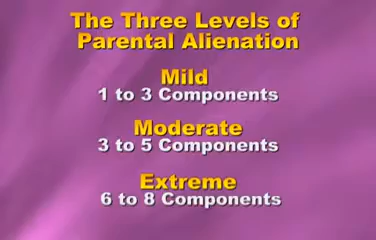 The Three Levels of
Parental Alienation
Mild
1 to 3 Components
Moderate
3 to 5 Components
Extreme
6 to 8 Components